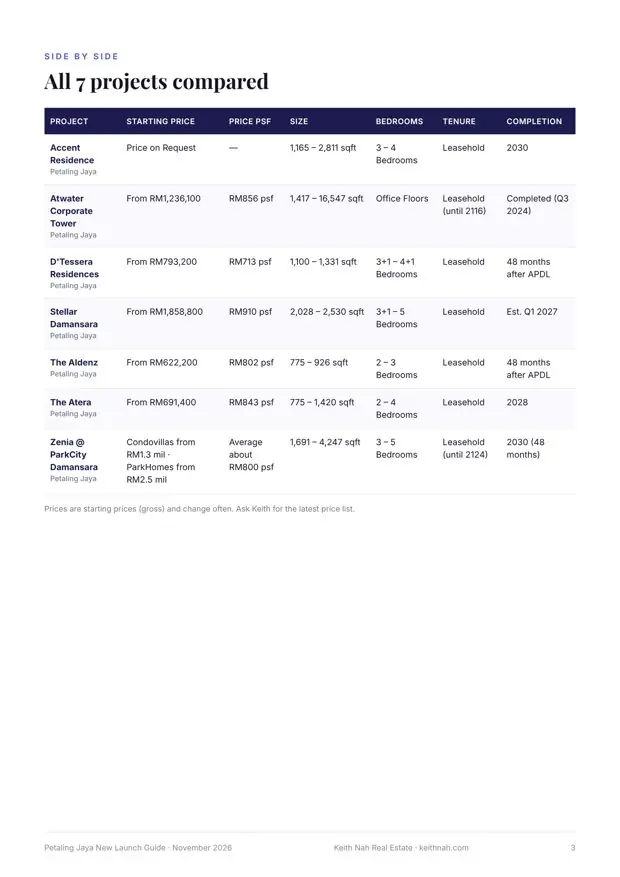 SIDE BY SIDE
All 7 projects compared
PROJECT STARTING PRICE PRICE PSF SIZE BEDROOMS TENURE COMPLETION
Accent Price on Request — 1,165 – 2,811 sqft 3 – 4 Leasehold 2030
Residence Bedrooms
Petaling Jaya
Atwater From RM1,236,100 RM856 psf 1,417 – 16,547 sqft Office Floors Leasehold Completed (Q3
Corporate (until 2116) 2024)
Tower
Petaling Jaya
D'Tessera From RM793,200 RM713 psf 1,100 – 1,331 sqft 3+1 – 4+1 Leasehold 48 months
Residences Bedrooms after APDL
Petaling Jaya
Stellar From RM1,858,800 RM910 psf 2,028 – 2,530 sqft 3+1 – 5 Leasehold Est. Q1 2027
Damansara Bedrooms
Petaling Jaya
The Aldenz From RM622,200 RM802 psf 775 – 926 sqft 2 – 3 Leasehold 48 months
Petaling Jaya Bedrooms after APDL
The Atera From RM691,400 RM843 psf 775 – 1,420 sqft 2 – 4 Leasehold 2028
Petaling Jaya Bedrooms
Zenia @ Condovillas from Average 1,691 – 4,247 sqft 3 – 5 Leasehold 2030 (48
ParkCity RM1.3 mil · about Bedrooms (until 2124) months)
Damansara ParkHomes from RM800 psf
Petaling Jaya RM2.5 mil
Prices are starting prices (gross) and change often. Ask Keith for the latest price list.
Petaling Jaya New Launch Guide · November 2026 Keith Nah Real Estate · keithnah.com 3